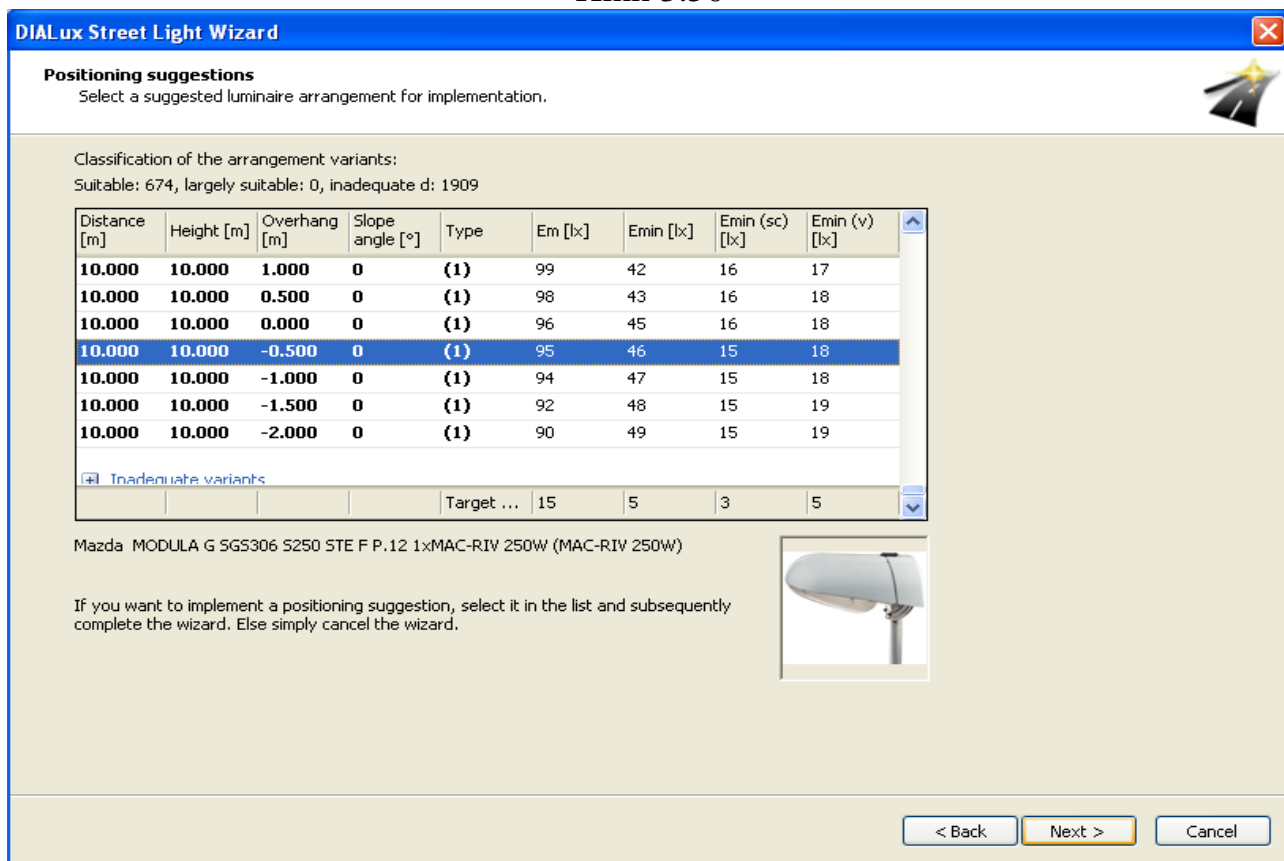 DIALux Street Light Wizard
Positioning suggestions
Select a suggested luminaire arrangement for implementation.
Classification of the arrangement variants:
Suitable: 674, largely suitable: 0, inadequate d: 1909
Distance [m] Height [m] Overhang [m] Slope angle [°] Type Em [lx] Emin [lx] Emin (sc) [lx] Emin (v) [lx]
10.000 10.000 1.000 0 (1) 99 42 16 17
10.000 10.000 0.500 0 (1) 98 43 16 18
10.000 10.000 0.000 0 (1) 96 45 16 18
10.000 10.000 -0.500 0 (1) 95 46 15 18
10.000 10.000 -1.000 0 (1) 94 47 15 18
10.000 10.000 -1.500 0 (1) 92 48 15 19
10.000 10.000 -2.000 0 (1) 90 49 15 19
Inadequate variants
Target ... 15 5 3 5
Mazda MODULA G SGS306 S250 STE F P.12 1xMAC-RIV 250W (MAC-RIV 250W)
If you want to implement a positioning suggestion, select it in the list and subsequently
complete the wizard. Else simply cancel the wizard.
< Back Next > Cancel